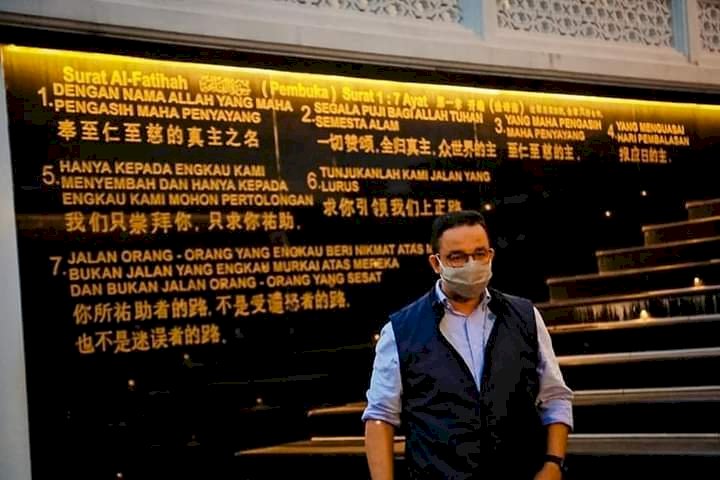 Surat Al-Fatihah (Pembuka) Surat 1 : 7 Ayat 第一章
1. DENGAN NAMA ALLAH YANG MAHA
PENGASIH MAHA PENYAYANG
奉至仁至慈的真主之名
2. SEGALA PUJI BAGI ALLAH TUHAN
SEMESTA ALAM
一切赞颂,全归真主,众世界的主
3. YANG MAHA PENGASIH
MAHA PENYAYANG
至仁至慈的主,
4. YANG MENGUASAI
HARI PEMBALASAN
报应日的主.
5. HANYA KEPADA ENGKAU KAMI
MENYEMBAH DAN HANYA KEPADA
ENGKAU KAMI MOHON PERTOLONGAN
我们只崇拜你,只求你祐助.
6. TUNJUKANLAH KAMI JALAN YANG
LURUS
求你引领我们上正路
7. JALAN ORANG - ORANG YANG ENGKAU BERI NIKMAT ATAS M
BUKAN JALAN YANG ENGKAU MURKAI ATAS MEREKA
DAN BUKAN JALAN ORANG - ORANG YANG SESAT
你所祐助者的路,不是受谴怒者的路,
也不是迷误者的路.